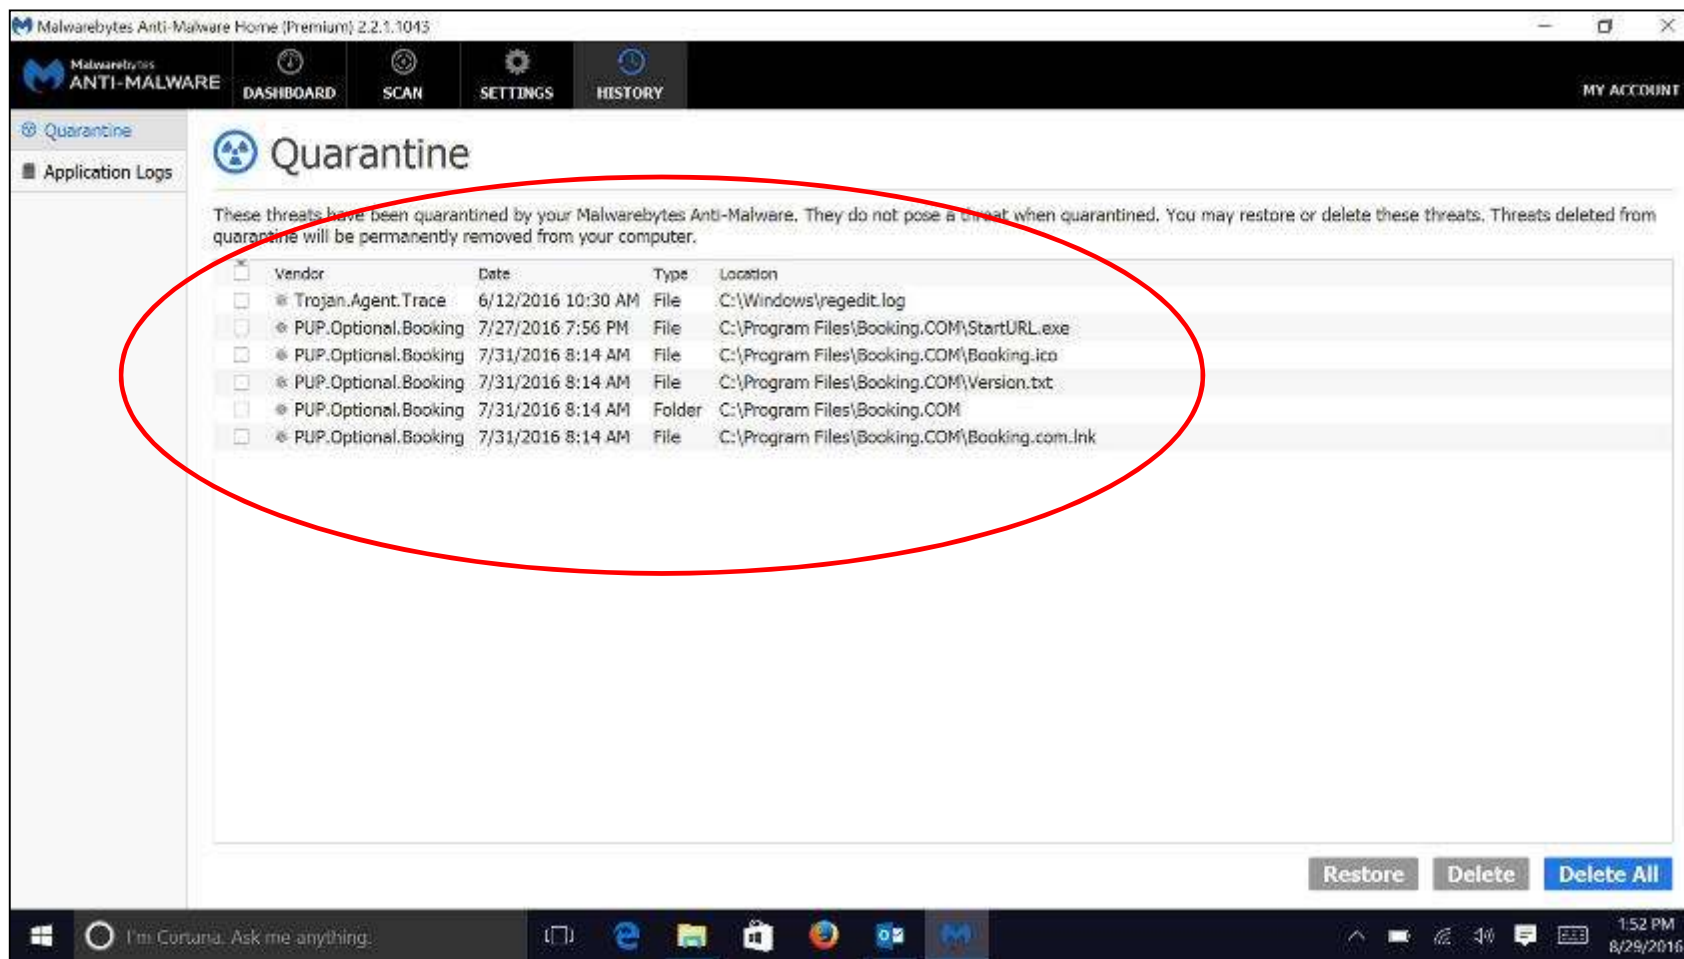 Malwarebytes Anti-Malware Home (Premium) 2.2.1.1043
Malwarebytes
ANTI-MALWARE
DASHBOARD
SCAN
SETTINGS
HISTORY
MY ACCOUNT
Quarantine
Application Logs
Quarantine
These threats have been quarantined by your Malwarebytes Anti-Malware. They do not pose a threat when quarantined. You may restore or delete these threats. Threats deleted from
quarantine will be permanently removed from your computer.
Vendor Date Type Location
Trojan.Agent.Trace 6/12/2016 10:30 AM File C:\Windows\regedit.log
PUP.Optional.Booking 7/27/2016 7:56 PM File C:\Program Files\Booking.COM\StartURL.exe
PUP.Optional.Booking 7/31/2016 8:14 AM File C:\Program Files\Booking.COM\Booking.ico
PUP.Optional.Booking 7/31/2016 8:14 AM File C:\Program Files\Booking.COM\Version.txt
PUP.Optional.Booking 7/31/2016 8:14 AM Folder C:\Program Files\Booking.COM
PUP.Optional.Booking 7/31/2016 8:14 AM File C:\Program Files\Booking.COM\Booking.com.lnk
Restore
Delete
Delete All
I'm Cortana. Ask me anything.
1:52 PM
8/29/2016